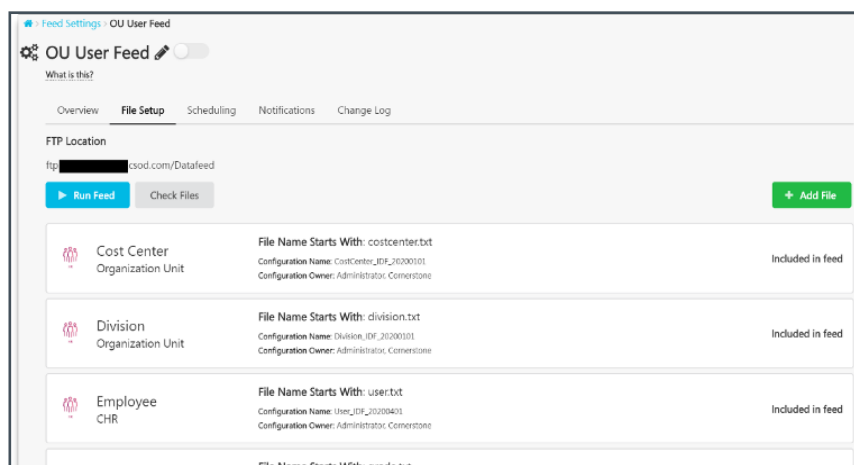 > Feed Settings > OU User Feed
OU User Feed
What is this?
Overview File Setup Scheduling Notifications Change Log
FTP Location
ftp csod.com/Datafeed
Run Feed Check Files + Add File
Cost Center
Organization Unit
File Name Starts With: costcenter.txt
Configuration Name: CostCenter_IDF_20200101
Configuration Owner: Administrator, Cornerstone
Included in feed
Division
Organization Unit
File Name Starts With: division.txt
Configuration Name: Division_IDF_20200101
Configuration Owner: Administrator, Cornerstone
Included in feed
Employee
CHR
File Name Starts With: user.txt
Configuration Name: User_IDF_20200401
Configuration Owner: Administrator, Cornerstone
Included in feed
File Name Starts With: